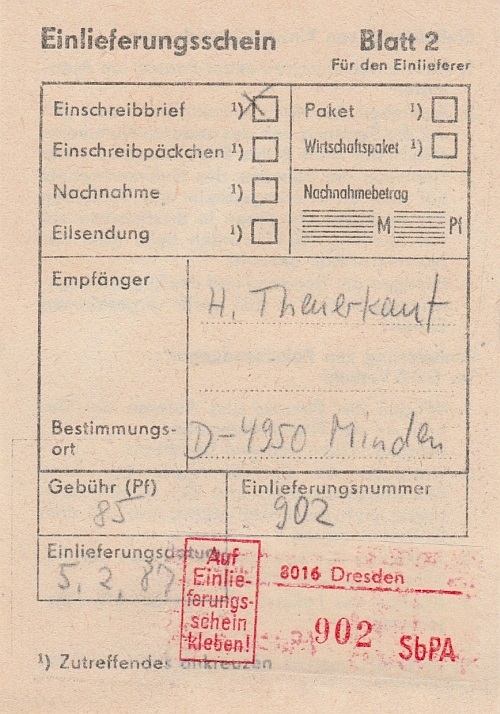 Einlieferungsschein
Blatt 2
Für den Einlieferer
Einschreibbrief ¹)
Einschreibpäckchen ¹)
Nachnahme ¹)
Eilsendung ¹)
Paket ¹)
Wirtschaftspaket ¹)
Nachnahmebetrag
M Pf
Empfänger
H. Theuerkauf
Bestimmungs-
ort
D-4950 Minden
Gebühr (Pf)
85
Einlieferungsnummer
902
Einlieferungsdatum
5. 2. 87
Auf
Einlie-
ferungs-
schein
kleben!
8016 Dresden
902 SbPA
¹) Zutreffendes ankreuzen